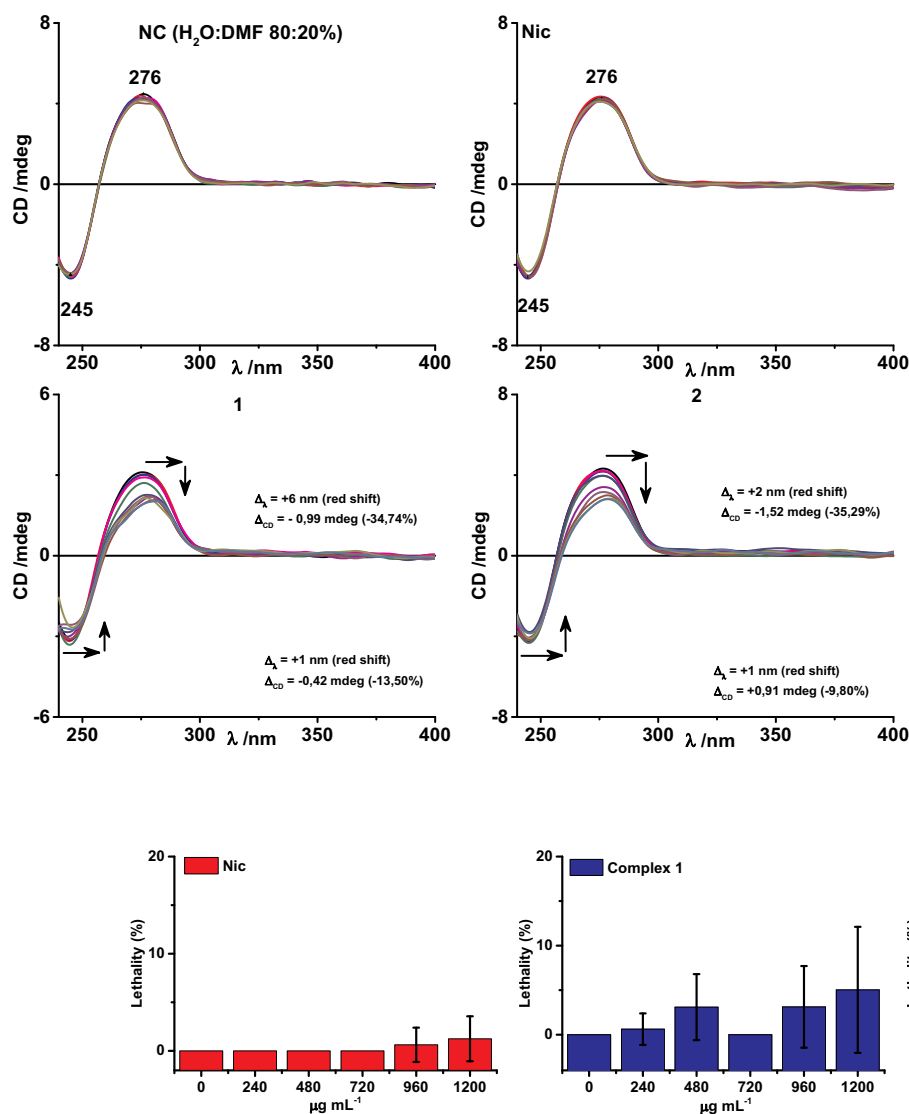 NC (H₂O:DMF 80:20%)
8
276
CD /mdeg
0
245
-8
250
300
350
400
λ /nm
Nic
8
276
CD /mdeg
0
245
-8
250
300
350
400
λ /nm
1
6
Δλ = +6 nm (red shift)
ΔCD = - 0,99 mdeg (-34,74%)
CD /mdeg
0
Δλ = +1 nm (red shift)
ΔCD = -0,42 mdeg (-13,50%)
-6
250
300
350
400
λ /nm
2
8
Δλ = +2 nm (red shift)
ΔCD = -1,52 mdeg (-35,29%)
CD /mdeg
0
Δλ = +1 nm (red shift)
ΔCD = +0,91 mdeg (-9,80%)
-8
250
300
350
400
λ /nm
20
Nic
Lethality (%)
10
0
0
240
480
720
960
1200
µg mL⁻¹
20
Complex 1
Lethality (%)
10
0
0
240
480
720
960
1200
µg mL⁻¹